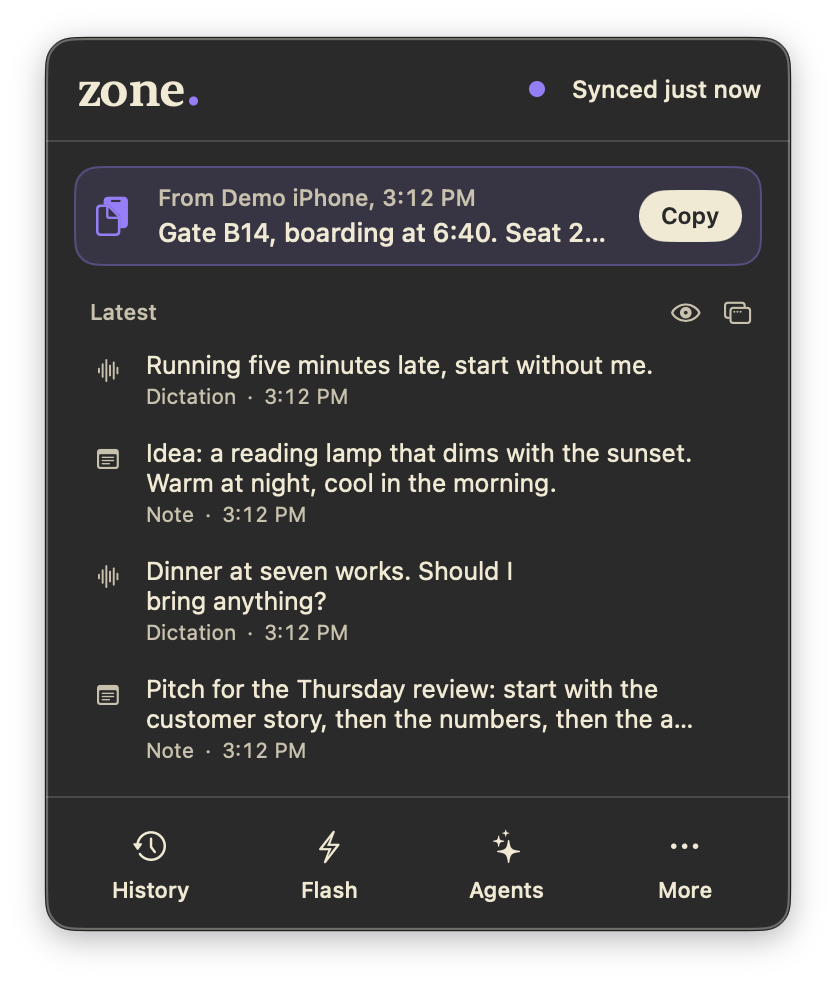 zone.
Synced just now
From Demo iPhone, 3:12 PM
Gate B14, boarding at 6:40. Seat 2...
Copy
Latest
Running five minutes late, start without me.
Dictation · 3:12 PM
Idea: a reading lamp that dims with the sunset.
Warm at night, cool in the morning.
Note · 3:12 PM
Dinner at seven works. Should I
bring anything?
Dictation · 3:12 PM
Pitch for the Thursday review: start with the
customer story, then the numbers, then the a...
Note · 3:12 PM
History
Flash
Agents
More